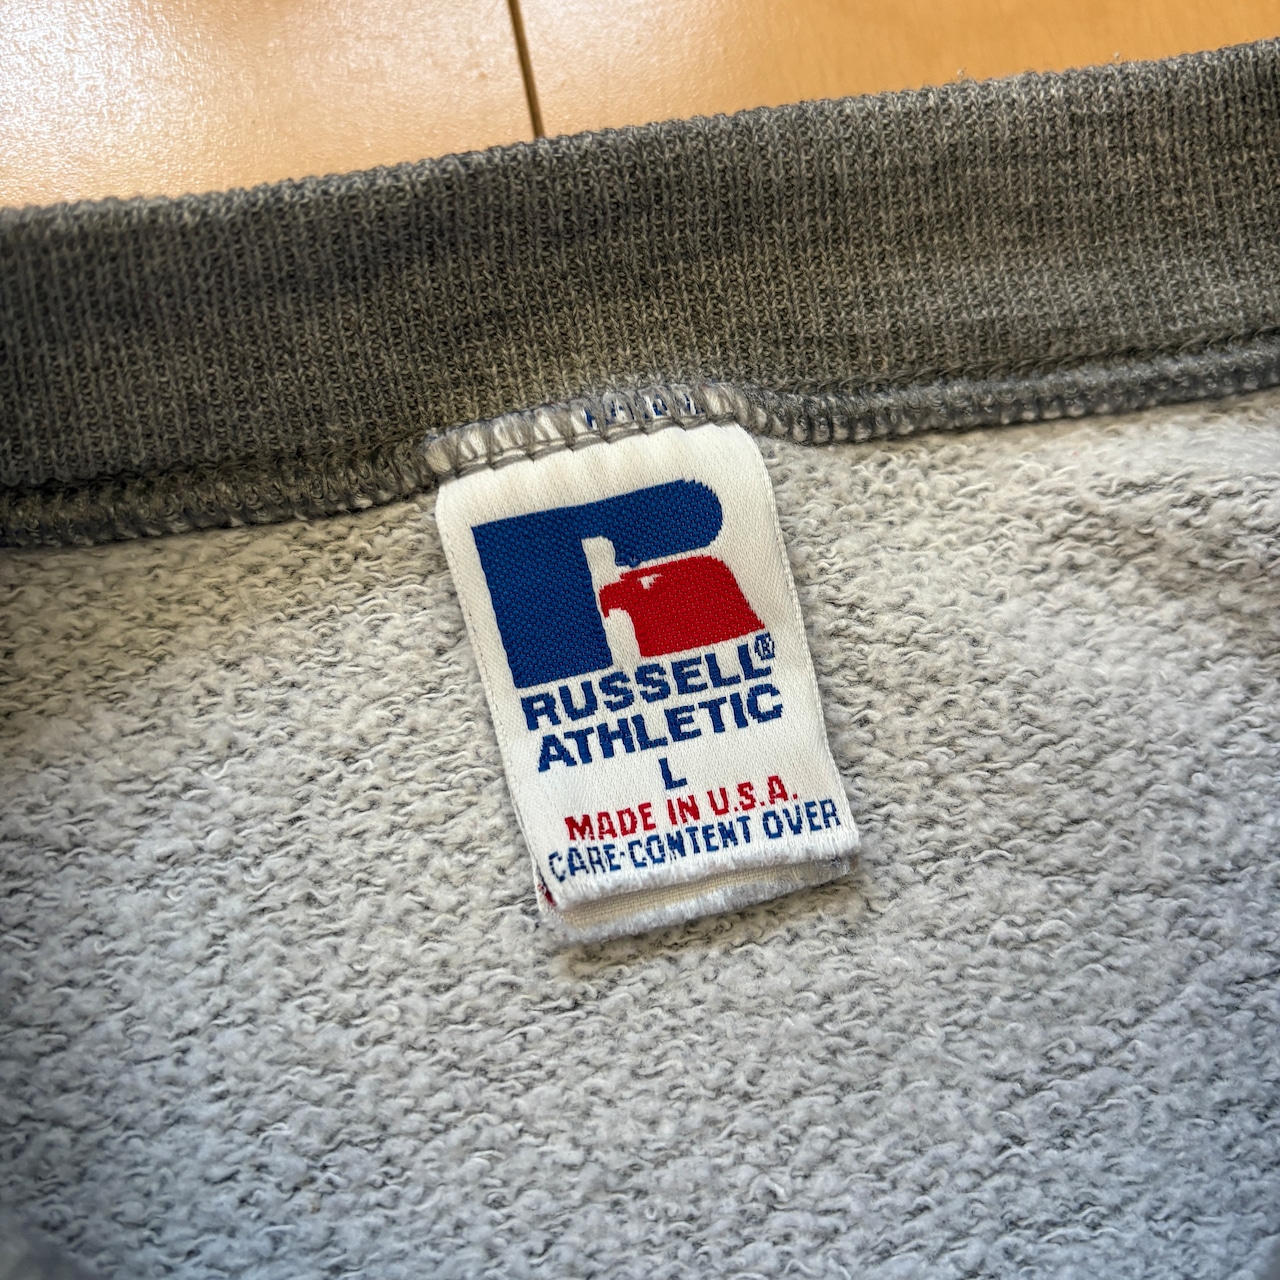 RUSSELL®
ATHLETIC
L
MADE IN U.S.A.
CARE-CONTENT OVER